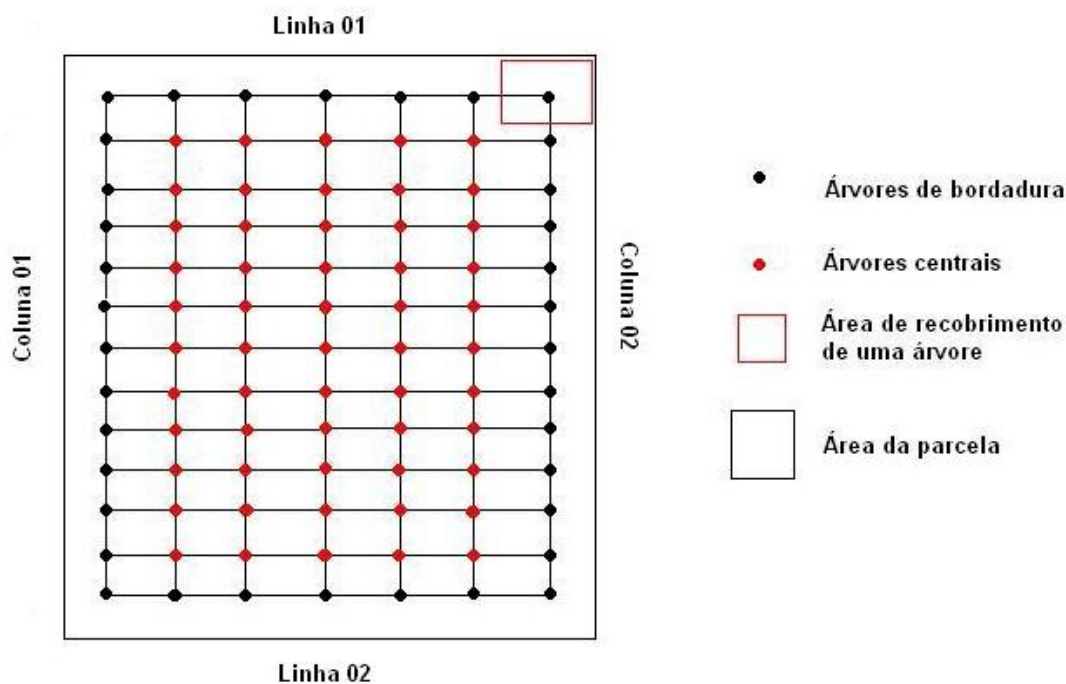 Linha 01
Coluna 01
Coluna 02
Linha 02
Árvores de bordadura
Árvores centrais
Área de recobrimento
de uma árvore
Área da parcela